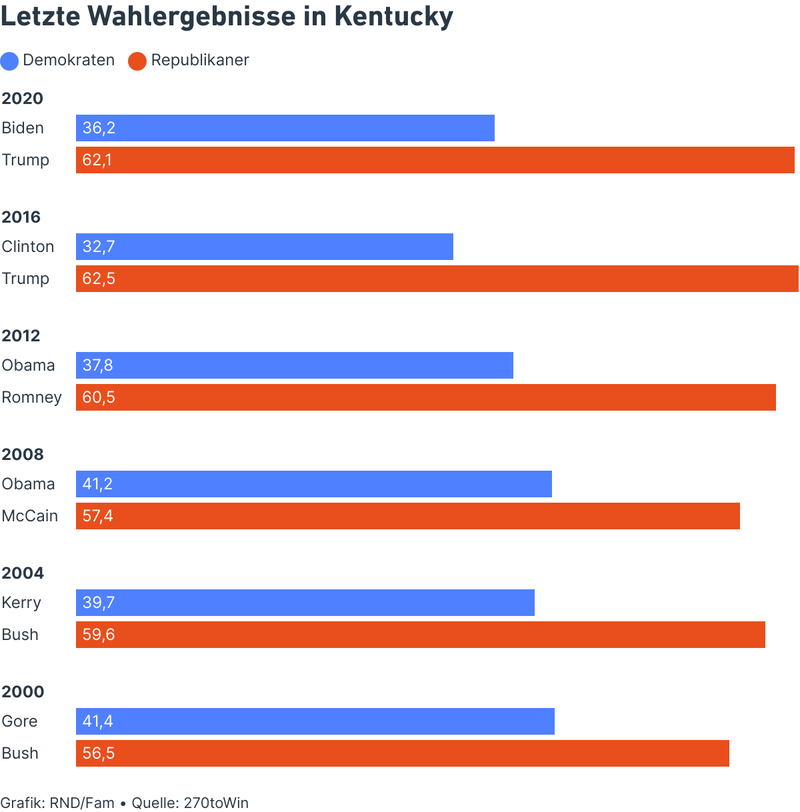 Letzte Wahlergebnisse in Kentucky
Demokraten Republikaner
2020
Biden 36,2
Trump 62,1
2016
Clinton 32,7
Trump 62,5
2012
Obama 37,8
Romney 60,5
2008
Obama 41,2
McCain 57,4
2004
Kerry 39,7
Bush 59,6
2000
Gore 41,4
Bush 56,5
Grafik: RND/Fam • Quelle: 270toWin